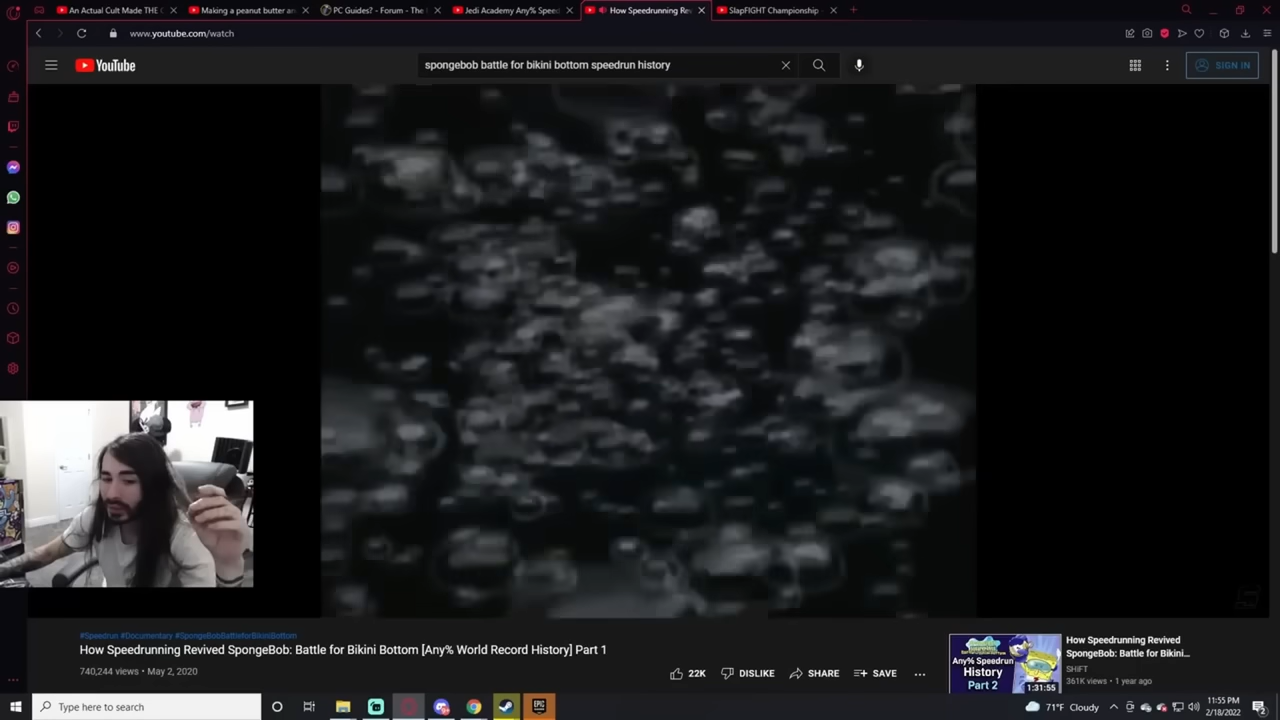 An Actual Cult Made THE
Making a peanut butter an
PC Guides? - Forum - The
Jedi Academy Any% Speed
How Speedrunning Rev
SlapFIGHT Championship
www.youtube.com/watch
YouTube
spongebob battle for bikini bottom speedrun history
SIGN IN
#Speedrun #Documentary #SpongeBobBattleforBikiniBottom
How Speedrunning Revived SpongeBob: Battle for Bikini Bottom [Any% World Record History] Part 1
740,244 views • May 2, 2020
22K
DISLIKE
SHARE
SAVE
Any% Speedrun
History
Part 2
1:31:55
How Speedrunning Revived
SpongeBob: Battle for Bikini...
SHIFT
361K views • 1 year ago
Type here to search
EPIC
71°F Cloudy
11:55 PM
2/18/2022
2